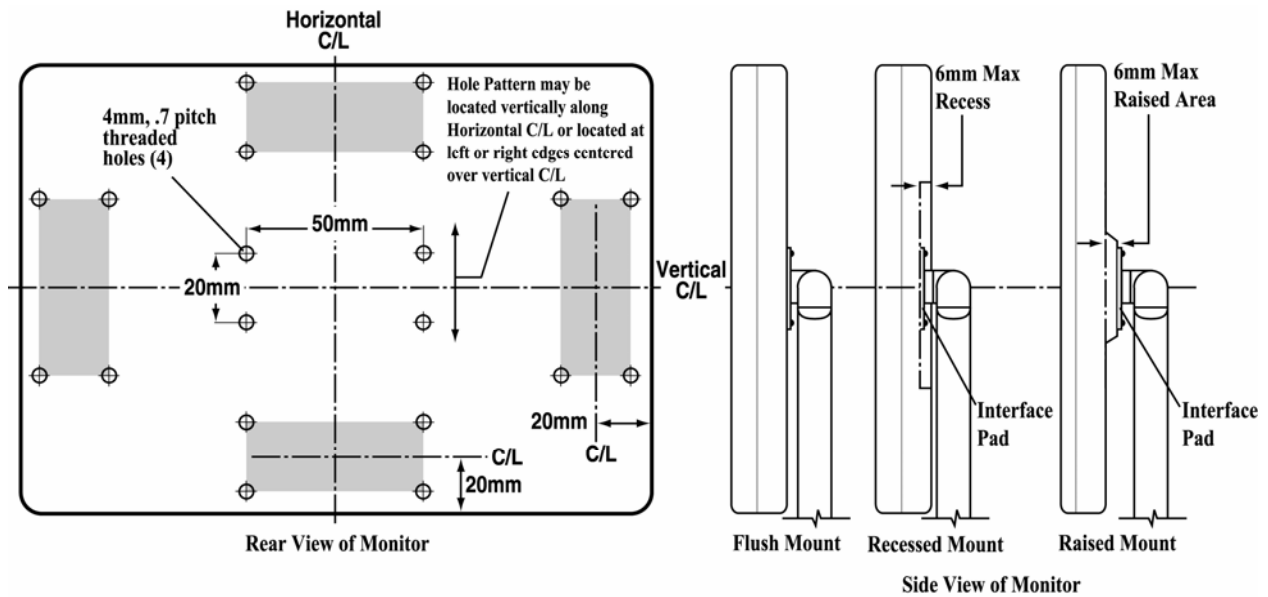 Horizontal
C/L
4mm, .7 pitch
threaded
holes (4)
Hole Pattern may be
located vertically along
Horizontal C/L or located at
left or right edges centered
over vertical C/L
50mm
20mm
Vertical
C/L
20mm
C/L
C/L
20mm
Rear View of Monitor
6mm Max
Recess
6mm Max
Raised Area
Interface
Pad
Interface
Pad
Flush Mount
Recessed Mount
Raised Mount
Side View of Monitor